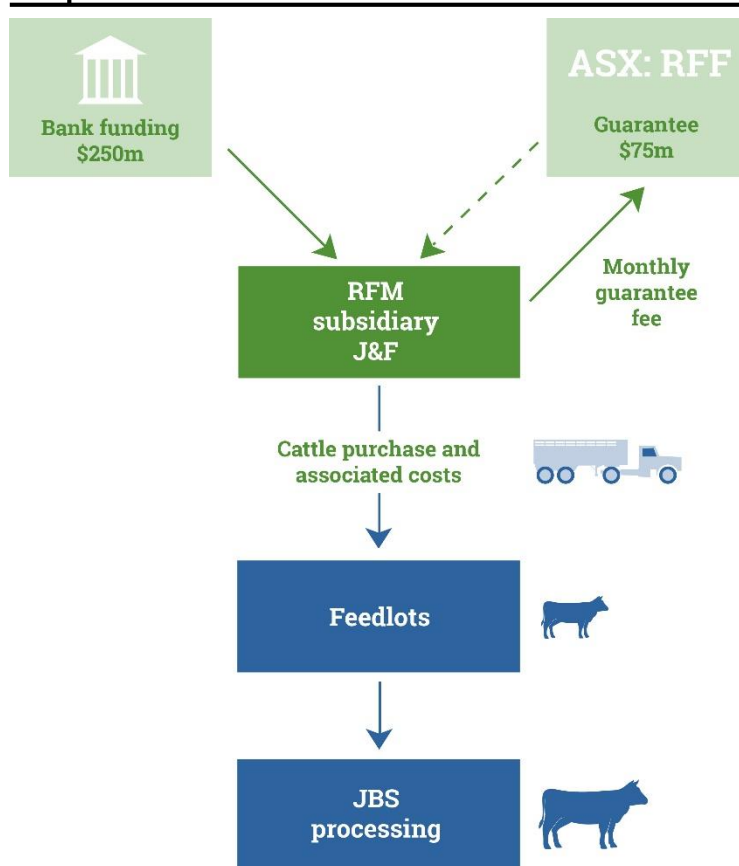 Bank funding
$250m
ASX: RFF
Guarantee
$75m
RFM
subsidiary
J&F
Monthly
guarantee
fee
Cattle purchase and
associated costs
Feedlots
JBS
processing